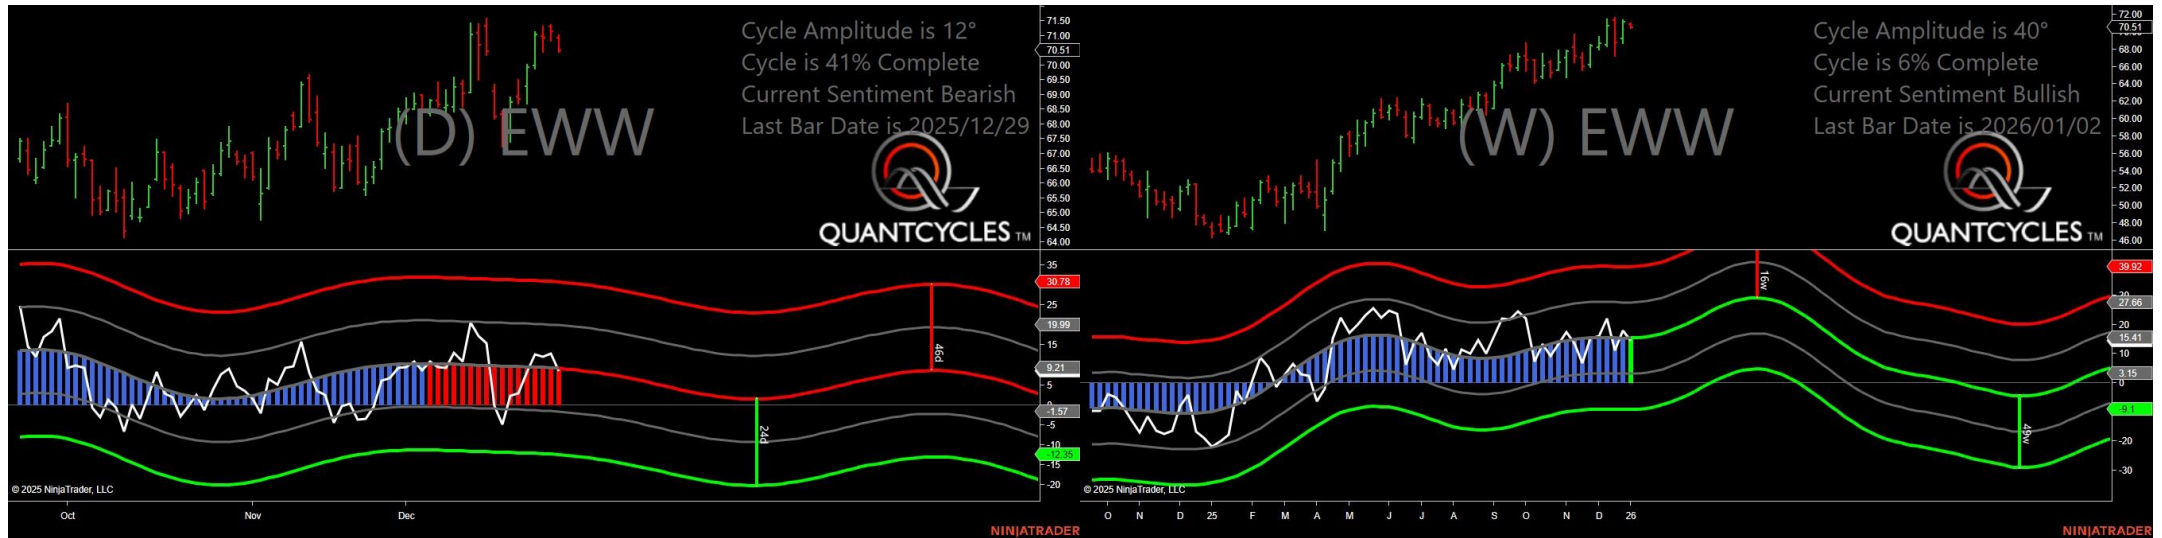 Cycle Amplitude is 12°
Cycle is 41% Complete
Current Sentiment Bearish
Last Bar Date is 2025/12/29
(D) EWW
QUANTCYCLES TM
71.50
71.00
70.51
70.00
69.50
69.00
68.50
68.00
67.50
67.00
66.50
66.00
65.50
65.00
64.50
64.00
35
30.78
25
19.99
15
9.21
5
-1.57
-5
-10
-12.35
-15
-20
46d
24d
© 2025 NinjaTrader, LLC
Oct Nov Dec
NINJATRADER
Cycle Amplitude is 40°
Cycle is 6% Complete
Current Sentiment Bullish
Last Bar Date is 2026/01/02
(W) EWW
QUANTCYCLES TM
72.00
70.51
68.00
66.00
64.00
62.00
60.00
58.00
56.00
54.00
52.00
50.00
48.00
46.00
39.92
30
27.66
20
15.41
10
3.15
0
-9.1
-20
-30
16w
49w
© 2025 NinjaTrader, LLC
O N D 25 F M A M J J A S O N D 26
NINJATRADER